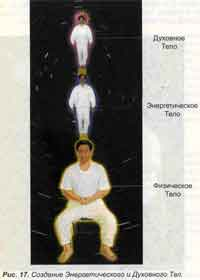 Духовное
Тело
Энергетическое
Тело
Физическое
Тело
Рис. 17. Создание Энергетического и Духовного Тел.